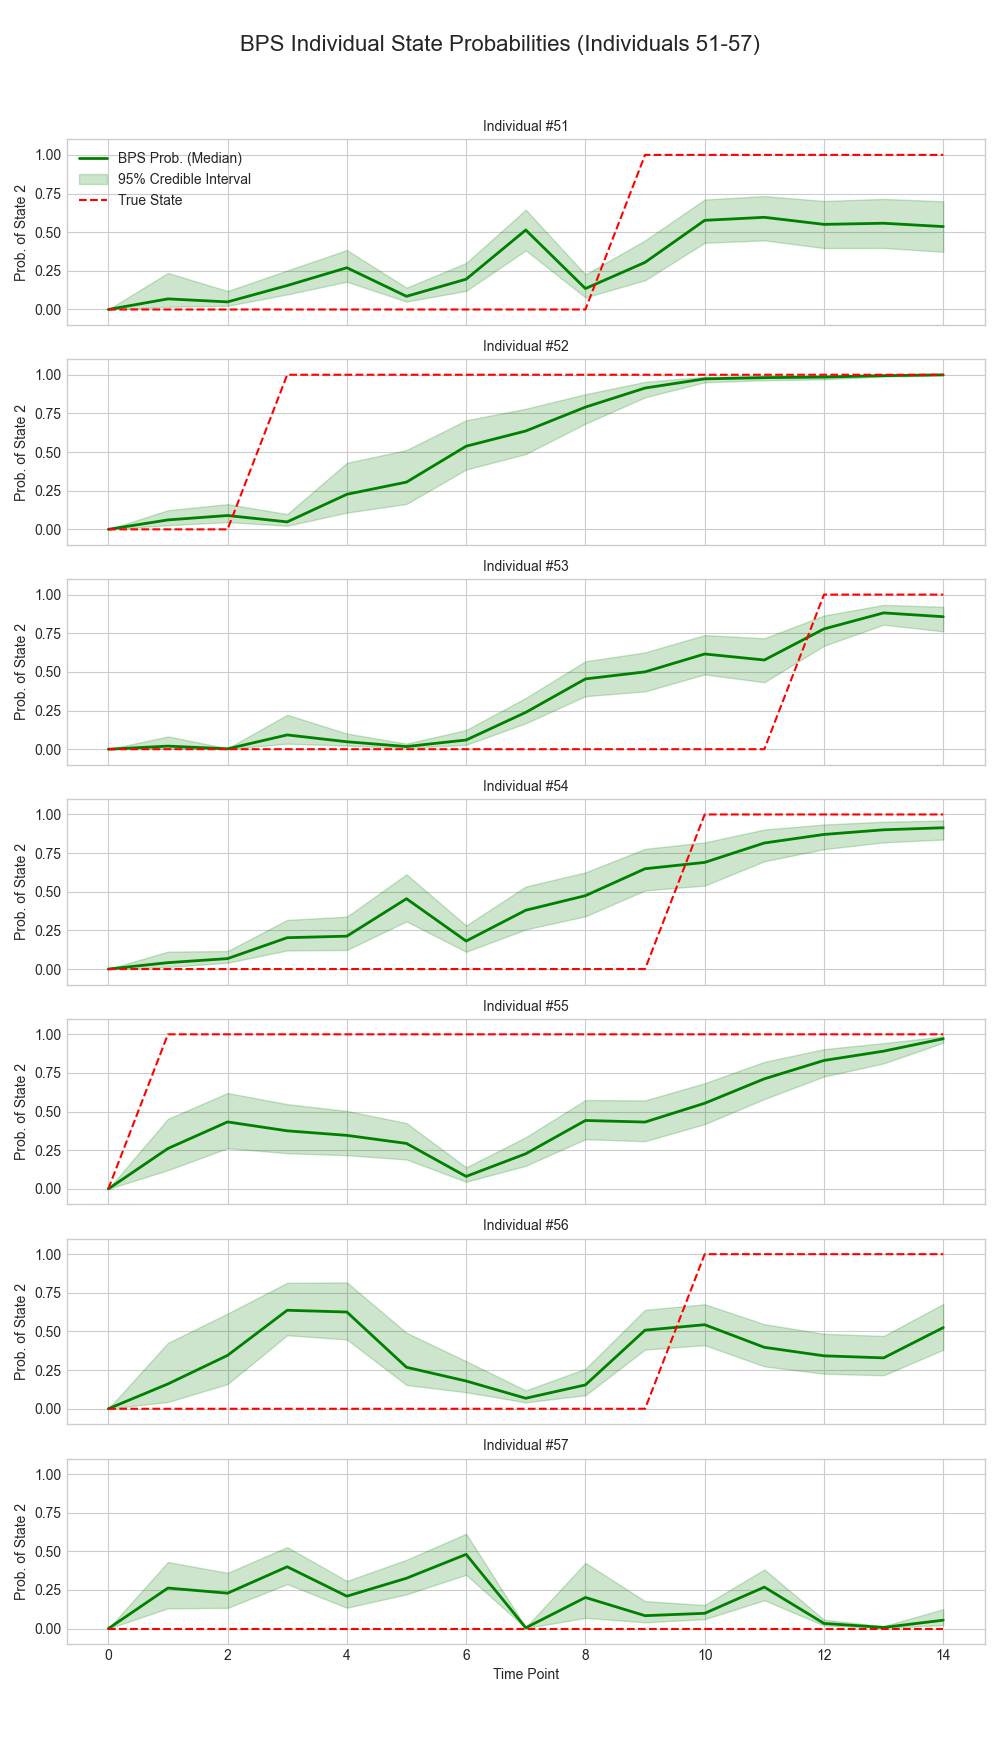 BPS Individual State Probabilities (Individuals 51-57)
Individual #51
BPS Prob. (Median)
95% Credible Interval
True State
Prob. of State 2
1.00
0.75
0.50
0.25
0.00
Individual #52
Prob. of State 2
1.00
0.75
0.50
0.25
0.00
Individual #53
Prob. of State 2
1.00
0.75
0.50
0.25
0.00
Individual #54
Prob. of State 2
1.00
0.75
0.50
0.25
0.00
Individual #55
Prob. of State 2
1.00
0.75
0.50
0.25
0.00
Individual #56
Prob. of State 2
1.00
0.75
0.50
0.25
0.00
Individual #57
Prob. of State 2
1.00
0.75
0.50
0.25
0.00
0 2 4 6 8 10 12 14
Time Point